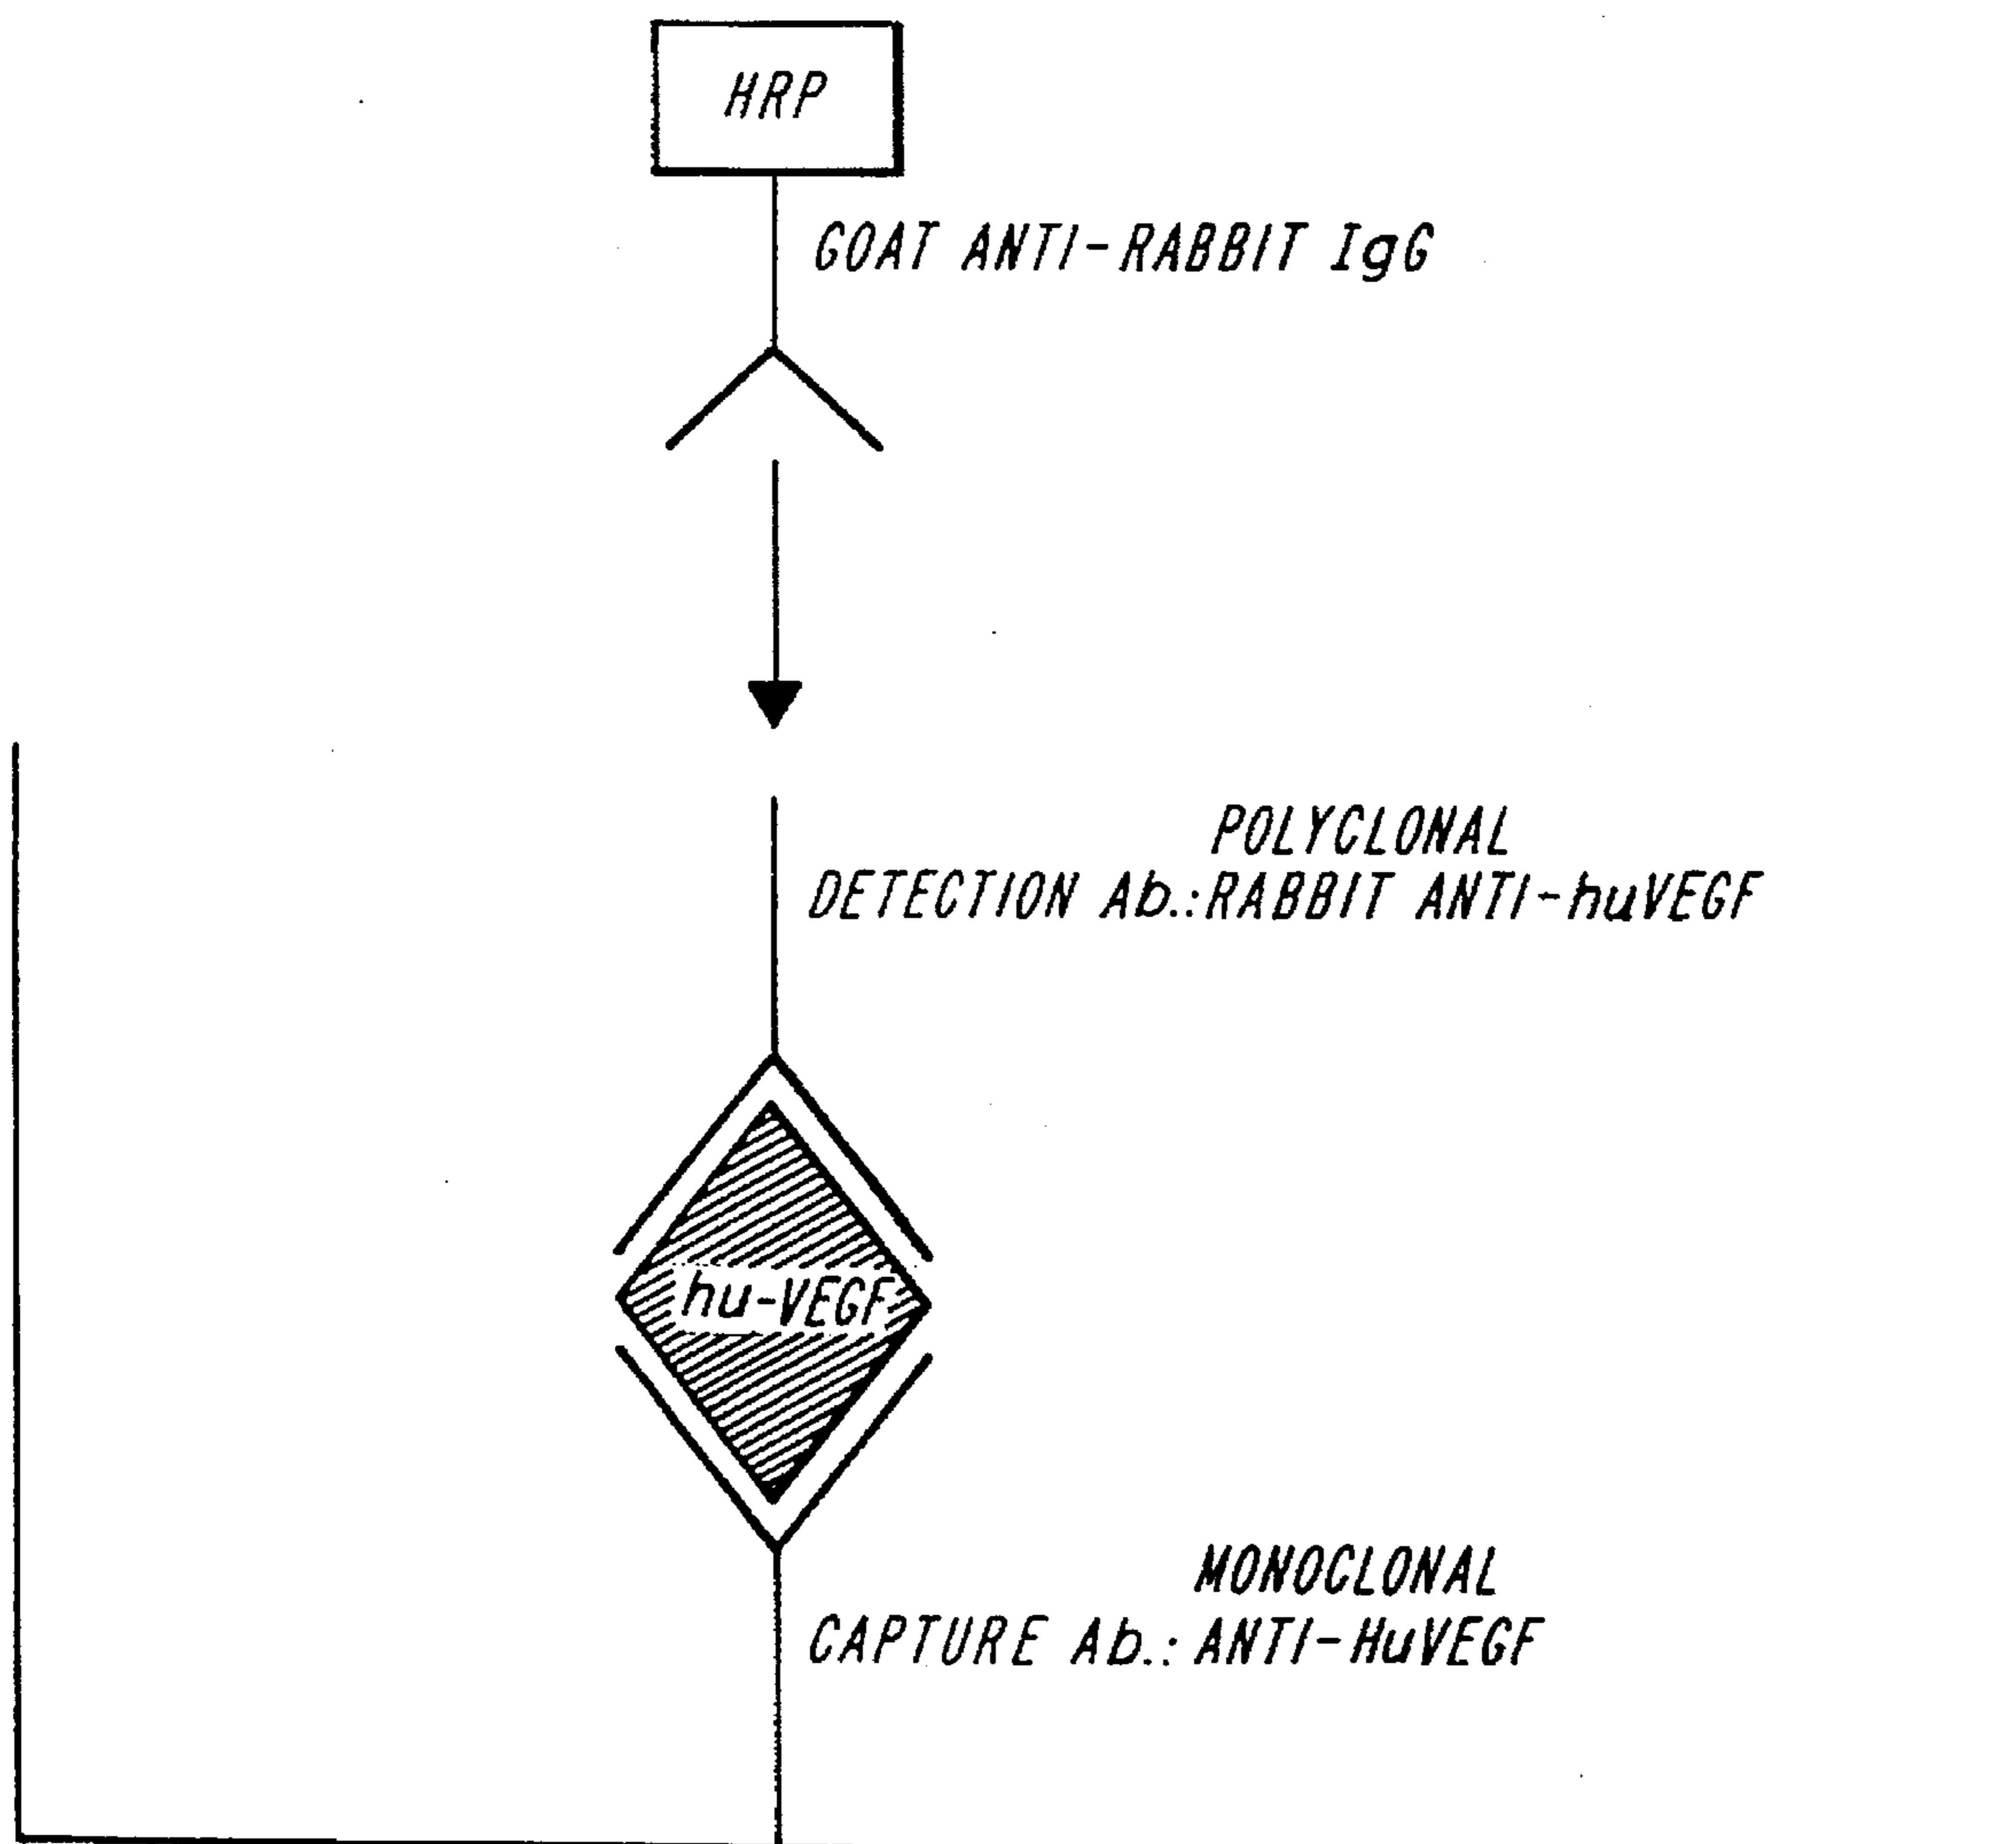 HRP
GOAT ANTI-RABBIT IgG
POLYCLONAL
DETECTION Ab.:RABBIT ANTI-huVEGF
hu-VEGF
MONOCLONAL
CAPTURE Ab.: ANTI-HuVEGF